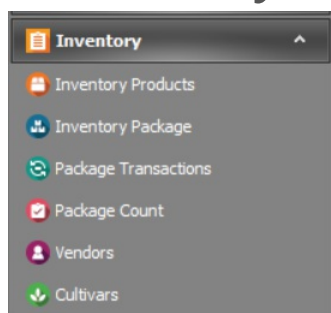 Inventory
Inventory Products
Inventory Package
Package Transactions
Package Count
Vendors
Cultivars